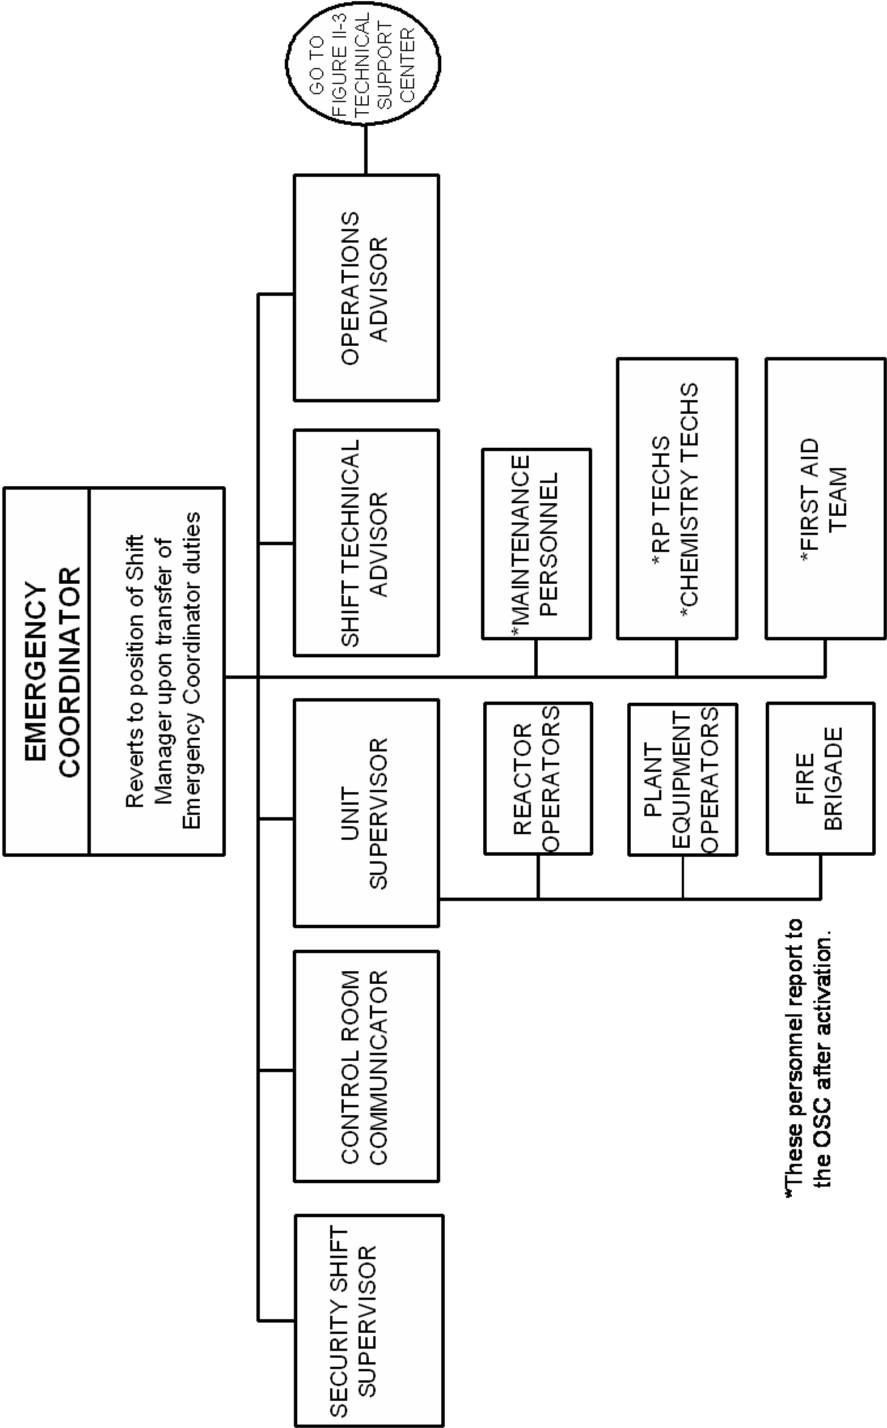 EMERGENCY
COORDINATOR
Reverts to position of Shift
Manager upon transfer of
Emergency Coordinator duties
SECURITY SHIFT
SUPERVISOR
CONTROL ROOM
COMMUNICATOR
UNIT
SUPERVISOR
SHIFT TECHNICAL
ADVISOR
OPERATIONS
ADVISOR
GO TO
FIGURE II-3
TECHNICAL
SUPPORT
CENTER
REACTOR
OPERATORS
*MAINTENANCE
PERSONNEL
PLANT
EQUIPMENT
OPERATORS
*RP TECHS
*CHEMISTRY TECHS
FIRE
BRIGADE
*FIRST AID
TEAM
*These personnel report to
the OSC after activation.